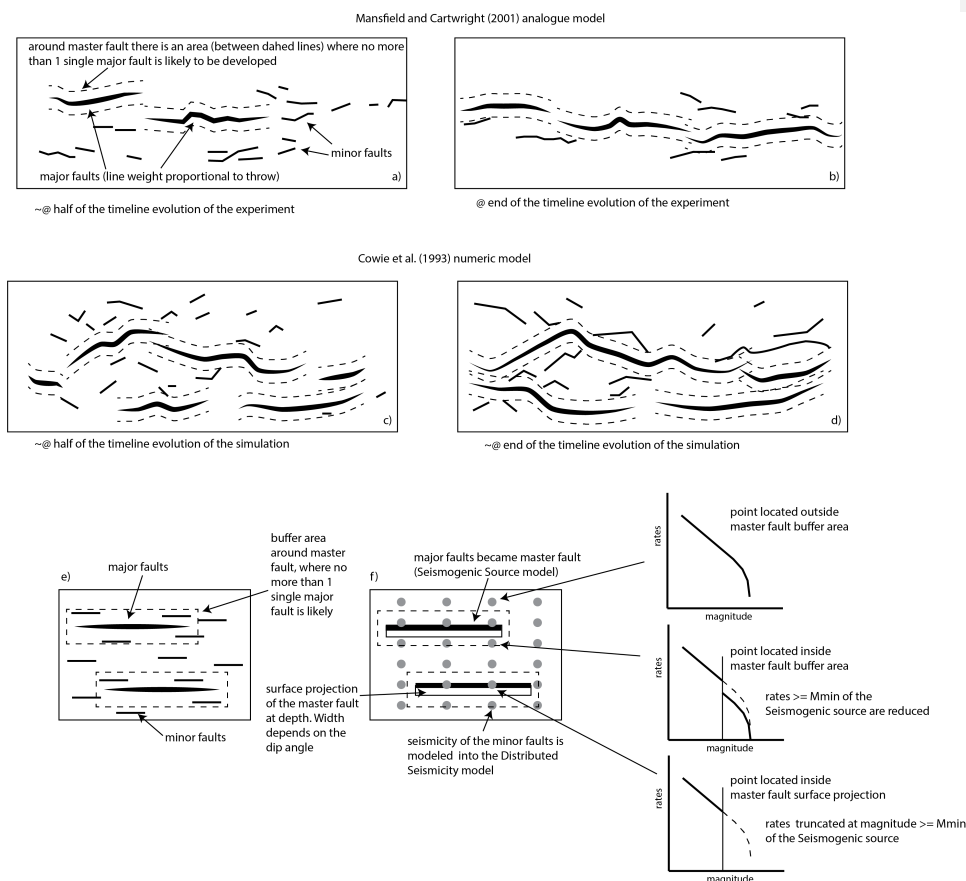 Mansfield and Cartwright (2001) analogue model
around master fault there is an area (between dahed lines) where no more
than 1 single major fault is likely to be developed
minor faults
major faults (line weight proportional to throw)
a)
b)
~@ half of the timeline evolution of the experiment
@ end of the timeline evolution of the experiment
Cowie et al. (1993) numeric model
c)
d)
~@ half of the timeline evolution of the simulation
~@ end of the timeline evolution of the simulation
e)
major faults
buffer area
around master
fault, where no
more than 1
single major
fault is likely
minor faults
f)
major faults became master fault
(Seismogenic Source model)
surface projection
of the master fault
at depth. Width
depends on the
dip angle
seismicity of the minor faults is
modeled into the Distributed
Seismicity model
rates
point located outside
master fault buffer area
magnitude
rates
point located inside
master fault buffer area
rates >= Mmin of the
Seismogenic source are reduced
magnitude
rates
point located inside
master fault surface projection
rates truncated at magnitude >= Mmin
of the Seismogenic source
magnitude